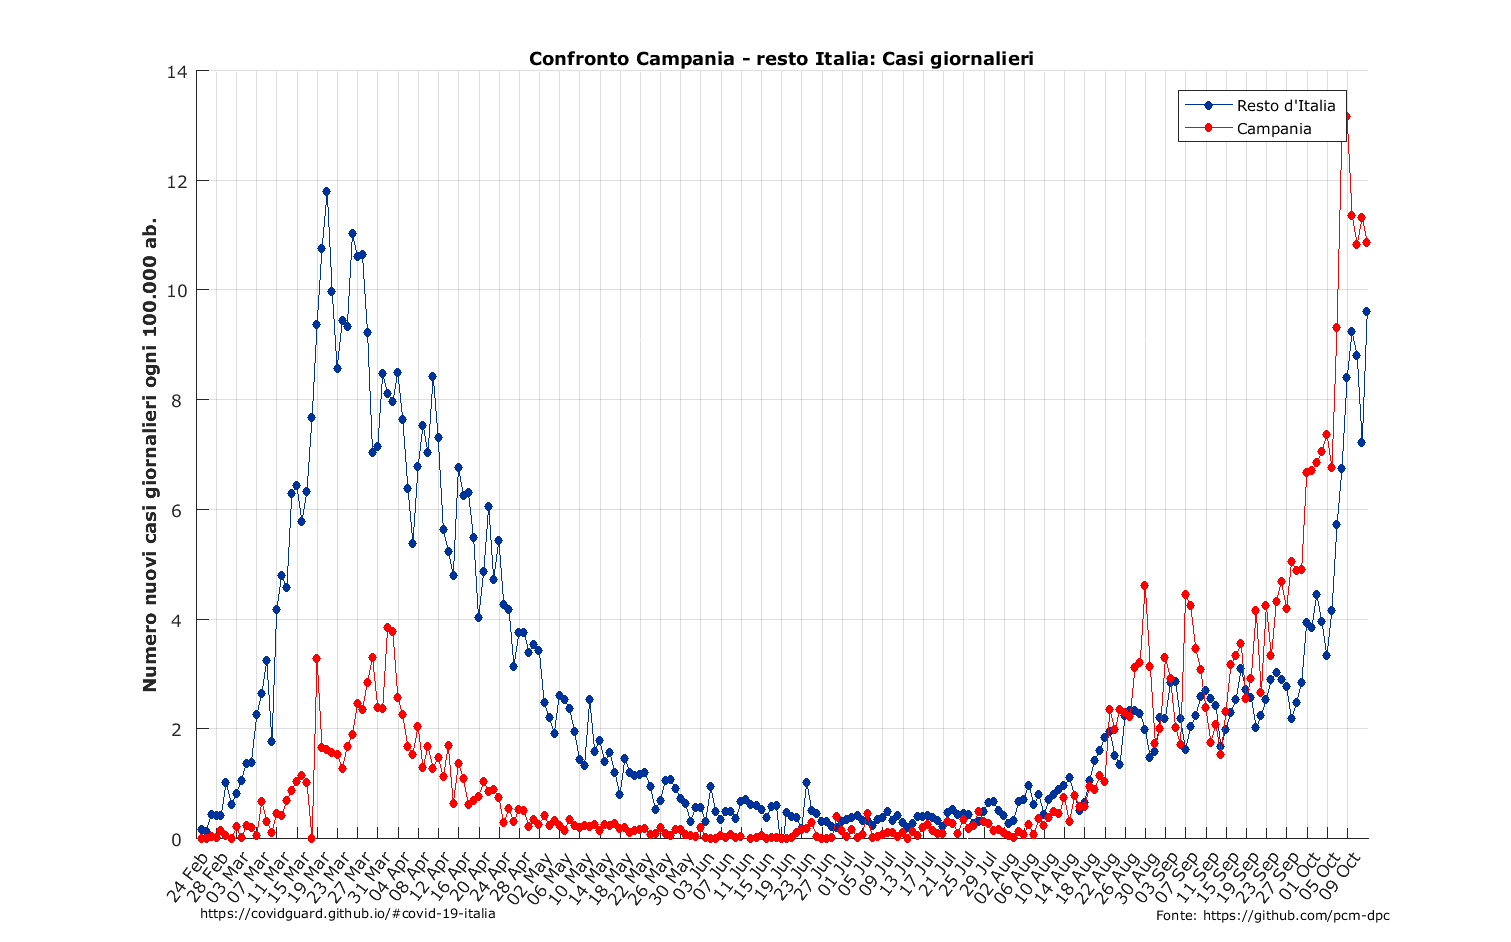 Confronto Campania - resto Italia: Casi giornalieri
Numero nuovi casi giornalieri ogni 100.000 ab.
14
12
10
8
6
4
2
0
Resto d'Italia
Campania
24 Feb
28 Feb
03 Mar
07 Mar
11 Mar
15 Mar
19 Mar
23 Mar
27 Mar
31 Mar
04 Apr
08 Apr
12 Apr
16 Apr
20 Apr
24 Apr
28 Apr
02 May
06 May
10 May
14 May
18 May
22 May
26 May
30 May
03 Jun
07 Jun
11 Jun
15 Jun
19 Jun
23 Jun
27 Jun
01 Jul
05 Jul
09 Jul
13 Jul
17 Jul
21 Jul
25 Jul
29 Jul
02 Aug
06 Aug
10 Aug
14 Aug
18 Aug
22 Aug
26 Aug
30 Aug
03 Sep
07 Sep
11 Sep
15 Sep
19 Sep
23 Sep
27 Sep
01 Oct
05 Oct
09 Oct
https://covidguard.github.io/#covid-19-italia
Fonte: https://github.com/pcm-dpc